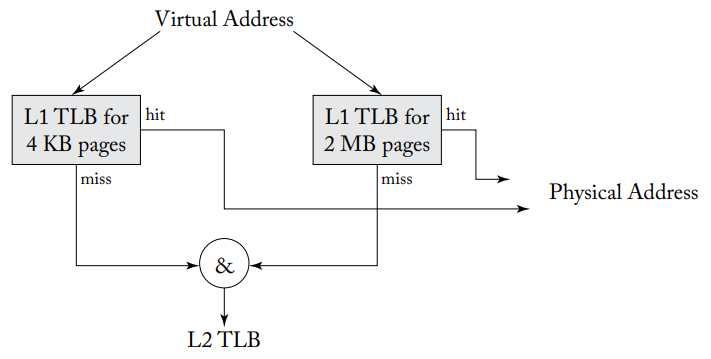 Virtual Address
L1 TLB for
4 KB pages
hit
miss
L1 TLB for
2 MB pages
hit
miss
Physical Address
&
L2 TLB